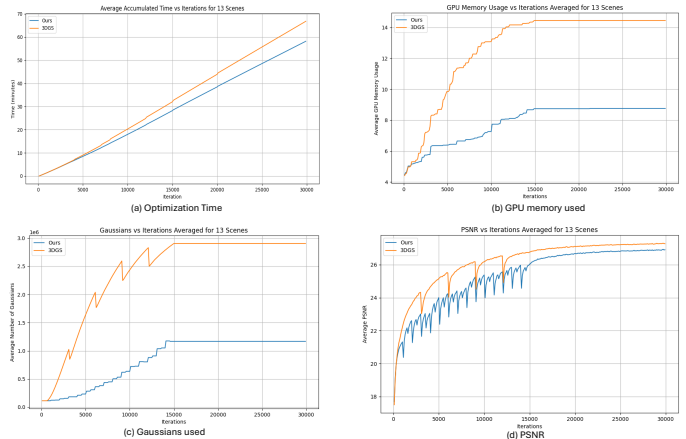 Average Accumulated Time vs Iterations for 13 Scenes
Ours
3DGS
70
60
50
40
30
20
10
0
Time (minutes)
0 5000 10000 15000 20000 25000 30000
Iteration
(a) Optimization Time
GPU Memory Usage vs Iterations Averaged for 13 Scenes
Ours
3DGS
14
12
10
8
6
4
Average GPU Memory Usage
0 5000 10000 15000 20000 25000 30000
Iterations
(b) GPU memory used
Gaussians vs Iterations Averaged for 13 Scenes
1e6
Ours
3DGS
3.0
2.5
2.0
1.5
1.0
0.5
0.0
Average Number of Gaussians
0 5000 10000 15000 20000 25000 30000
Iterations
(c) Gaussians used
PSNR vs Iterations Averaged for 13 Scenes
Ours
3DGS
26
24
22
20
18
Average PSNR
0 5000 10000 15000 20000 25000 30000
Iterations
(d) PSNR